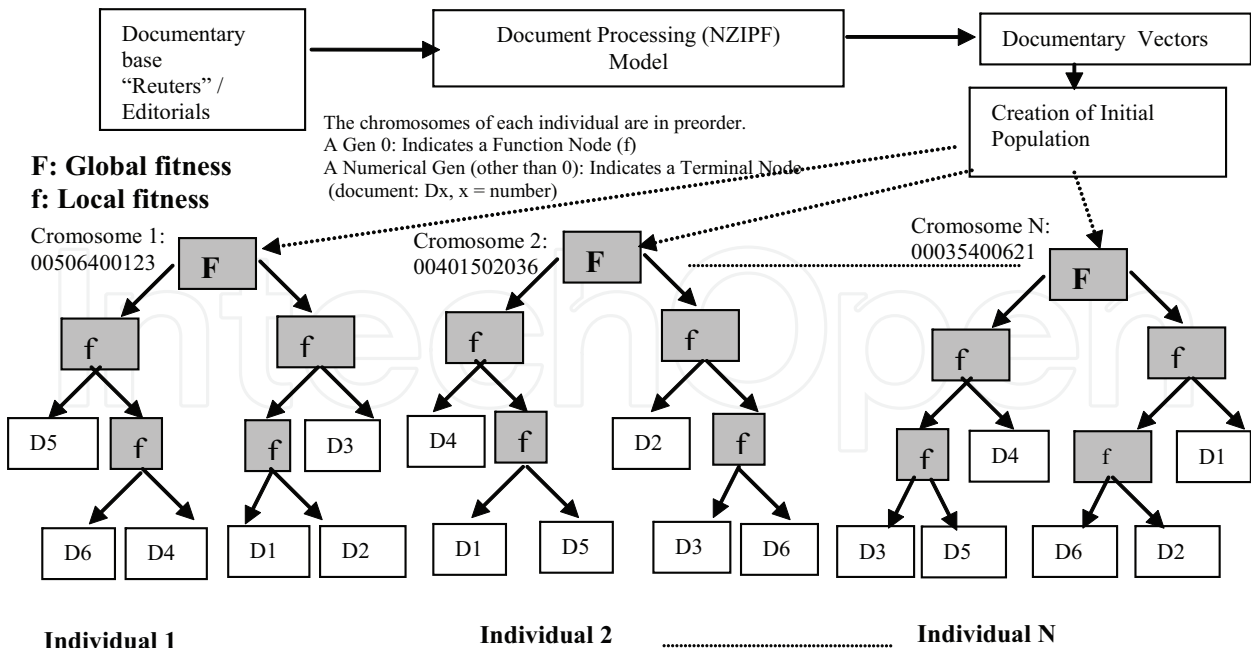 Documentary
base
“Reuters” /
Editorials
Document Processing (NZIPF)
Model
Documentary Vectors
Creation of Initial
Population
The chromosomes of each individual are in preorder.
A Gen 0: Indicates a Function Node (f)
A Numerical Gen (other than 0): Indicates a Terminal Node
(document: Dx, x = number)
F: Global fitness
f: Local fitness
Cromosome 1:
00506400123
Cromosome 2:
00401502036
Cromosome N:
00035400621
F
F
F
f
f
f
f
f
f
D5
f
f
D3
D4
f
D2
f
f
D4
f
D1
D6
D4
D1
D2
D1
D5
D3
D6
D3
D5
D6
D2
Individual 1
Individual 2
Individual N
IntechOpen